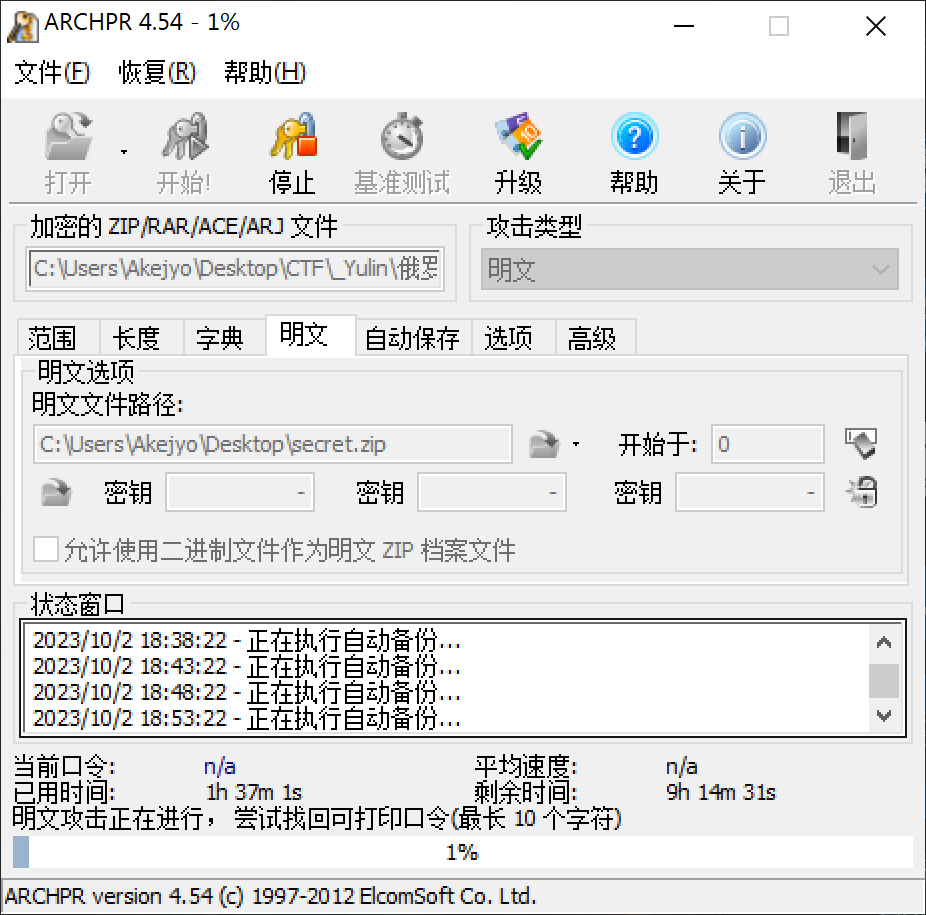 ARCHPR 4.54 - 1%
文件(F) 恢复(R) 帮助(H)
打开 开始! 停止 基准测试 升级 帮助 关于 退出
加密的 ZIP/RAR/ACE/ARJ 文件 攻击类型
C:\Users\Akejyo\Desktop\CTF\_Yulin\俄罗 明文
范围 长度 字典 明文 自动保存 选项 高级
明文选项
明文文件路径:
C:\Users\Akejyo\Desktop\secret.zip 开始于: 0
密钥 - 密钥 - 密钥 -
允许使用二进制文件作为明文 ZIP 档案文件
状态窗口
2023/10/2 18:38:22 - 正在执行自动备份...
2023/10/2 18:43:22 - 正在执行自动备份...
2023/10/2 18:48:22 - 正在执行自动备份...
2023/10/2 18:53:22 - 正在执行自动备份...
当前口令: n/a 平均速度: n/a
已用时间: 1h 37m 1s 剩余时间: 9h 14m 31s
明文攻击正在进行，尝试找回可打印口令(最长 10 个字符)
1%
ARCHPR version 4.54 (c) 1997-2012 ElcomSoft Co. Ltd.